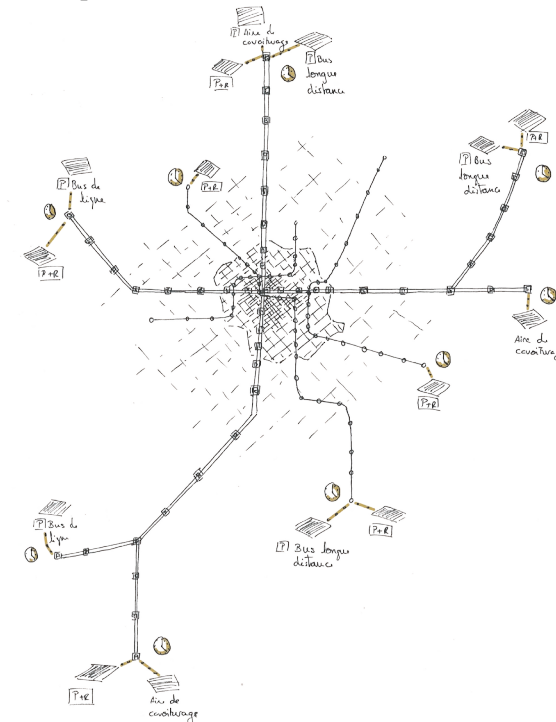 P Aire de
covoiturage
P Bus
longue
distance
P+R
P+R
P Bus de
ligne
P+R
P+R
P Bus
longue
distance
Aire de
covoiturage
P+R
P Bus de
ligne
P+R
P Bus longue
distance
P+R
Aire de
covoiturage